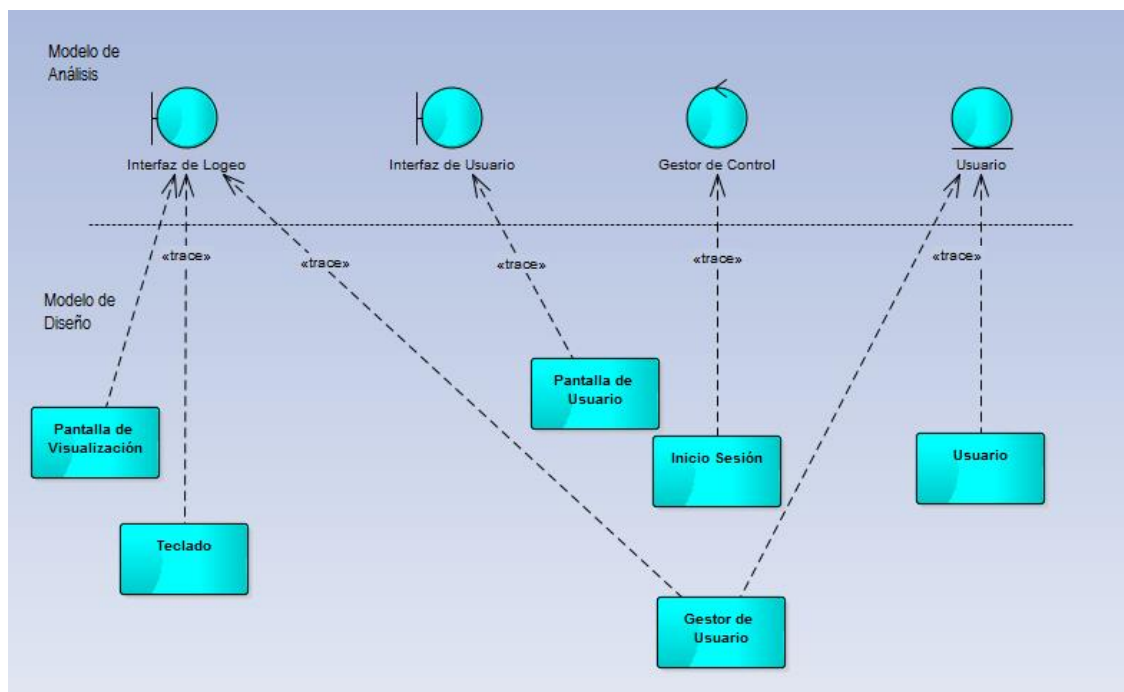 Modelo de
Análisis
Interfaz de Logeo
Interfaz de Usuario
Gestor de Control
Usuario
«trace»
«trace»
«trace»
«trace»
«trace»
Modelo de
Diseño
Pantalla de
Usuario
Pantalla de
Visualización
Inicio Sesión
Usuario
Teclado
Gestor de
Usuario